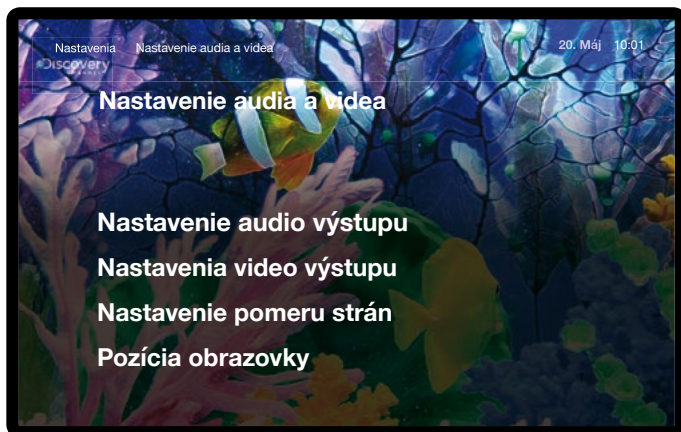 Nastavenia Nastavenie audia a videa 20. Máj 10:01
Discovery
Nastavenie audia a videa
Nastavenie audio výstupu
Nastavenia video výstupu
Nastavenie pomeru strán
Pozícia obrazovky